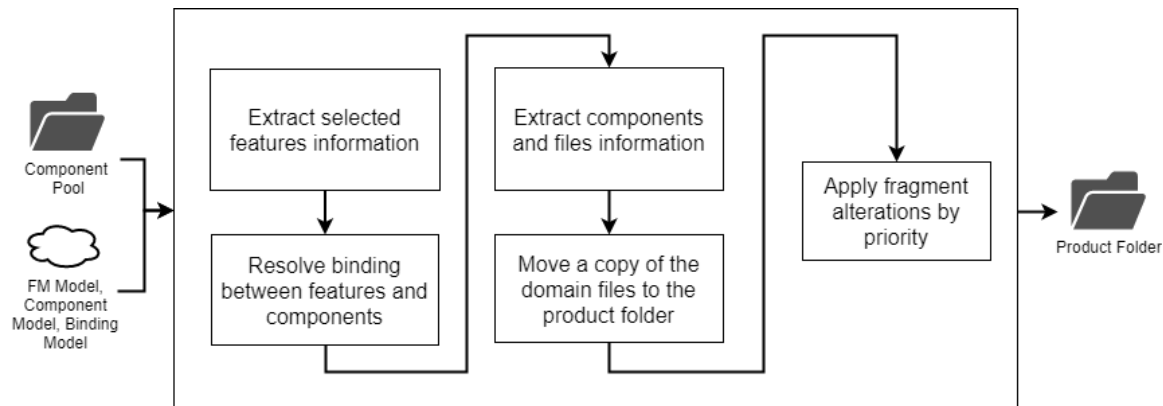 Component
Pool
FM Model,
Component
Model, Binding
Model
Extract selected
features information
Resolve binding
between features and
components
Extract components
and files information
Move a copy of the
domain files to the
product folder
Apply fragment
alterations by
priority
Product Folder